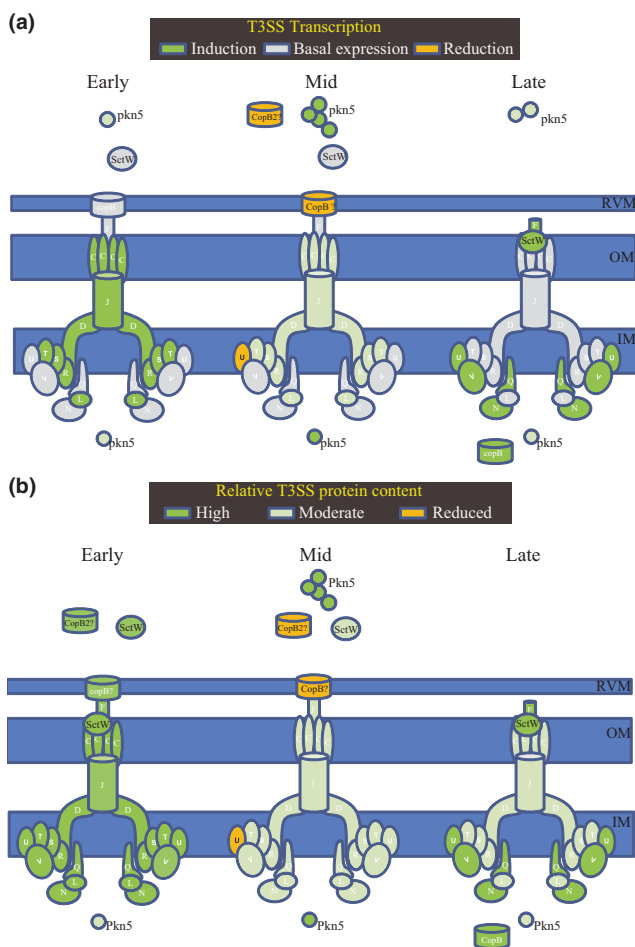 (a)
T3SS Transcription
Induction Basal expression Reduction
Early Mid Late
pkn5 CopB2? pkn5 pkn5
SctW SctW
copB CopB ? RVM
F F
C C C C C C C C SctW C OM
J J J
D D D D D D
IM
U T S R R S T U U T S R R S T U U T S R R S T U
V V V V V V
Q Q
L L L L L L
N N N N N N
pkn5 pkn5 pkn5
copB
(b)
Relative T3SS protein content
High Moderate Reduced
Early Mid Late
Pkn5
CopB2? SctW CopB2? SctW
copB? CopB? RVM
F F
SctW SctW OM
C C C C C C C C C
J J J
D D D D D D
IM
U T S R R S T U U T S R R S T U U T S R R S T U
V V V V V V
Q Q Q Q
L L L L L L
N N N N N N
Pkn5 Pkn5 Pkn5
CopB